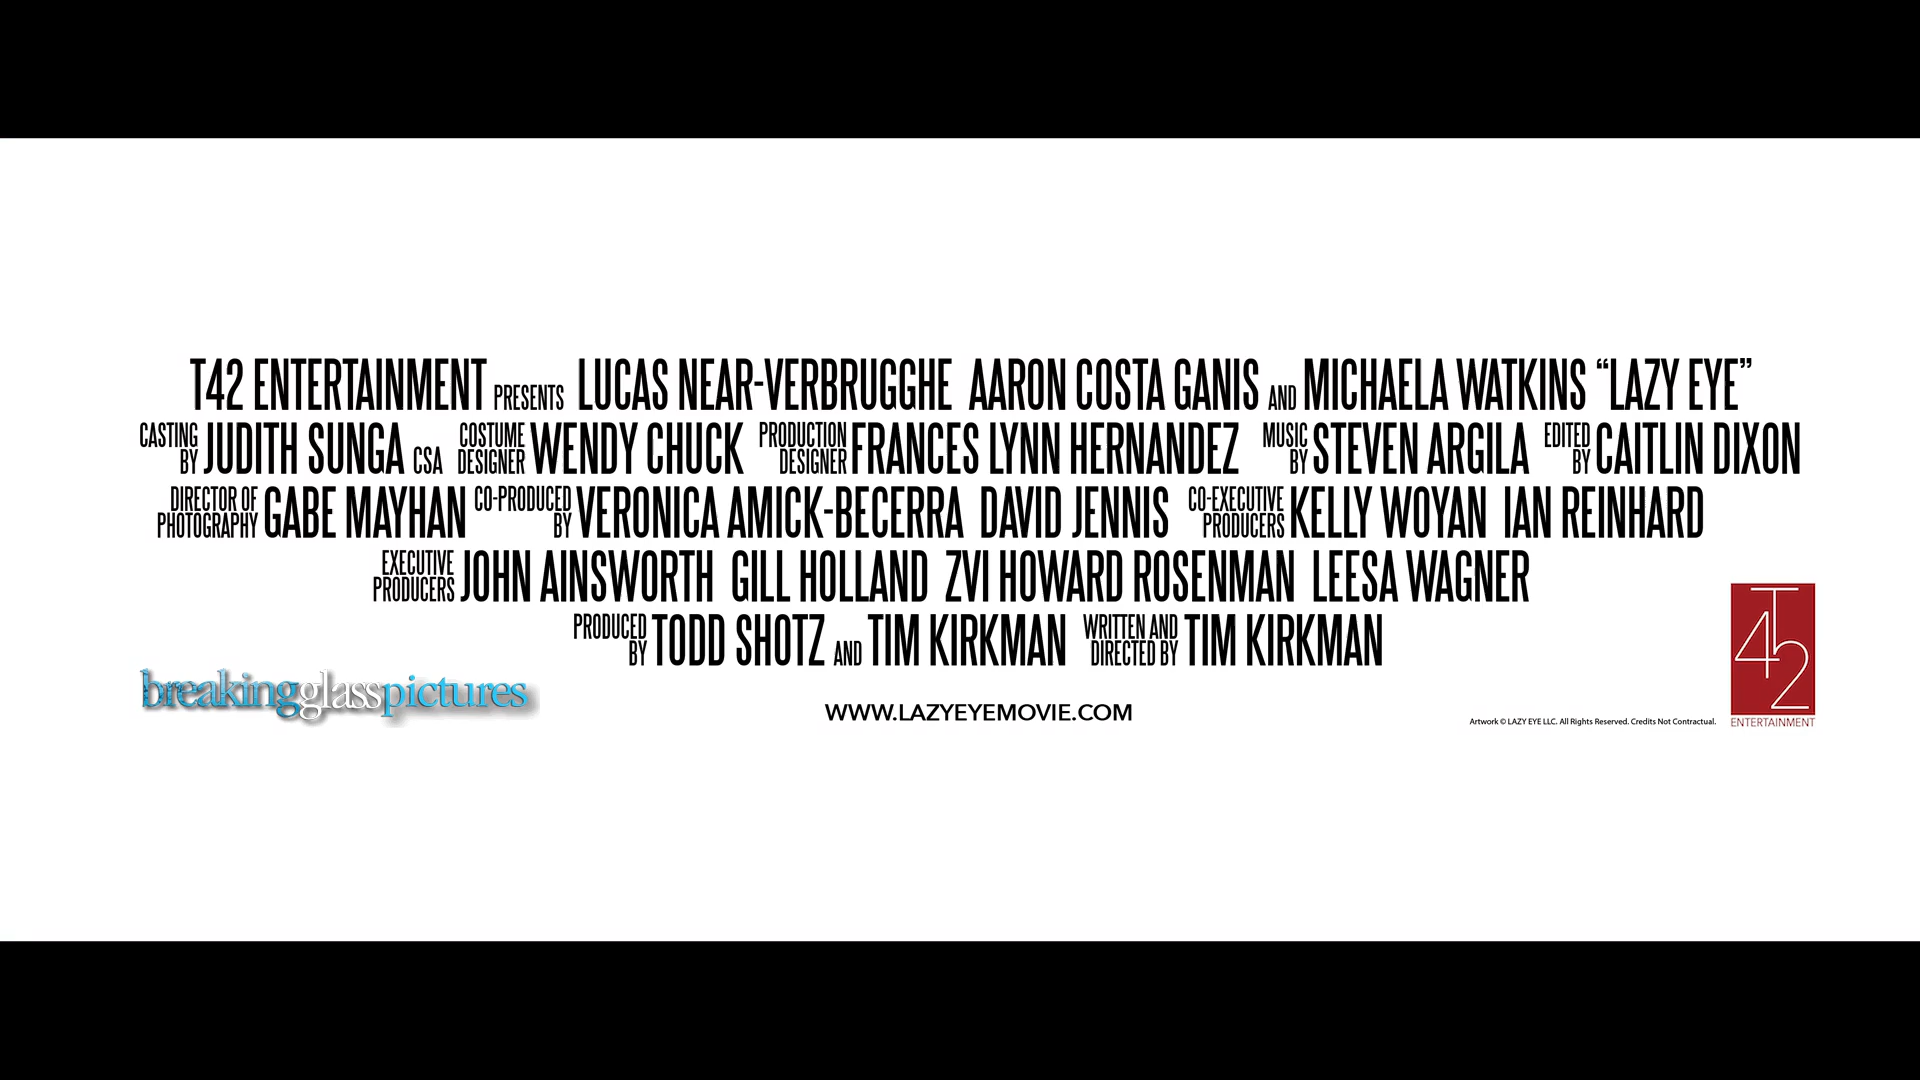 T42 ENTERTAINMENT PRESENTS LUCAS NEAR-VERBRUGGHE AARON COSTA GANIS AND MICHAELA WATKINS “LAZY EYE”
CASTING BY JUDITH SUNGA CSA COSTUME DESIGNER WENDY CHUCK PRODUCTION DESIGNER FRANCES LYNN HERNANDEZ MUSIC BY STEVEN ARGILA EDITED BY CAITLIN DIXON
DIRECTOR OF PHOTOGRAPHY GABE MAYHAN CO-PRODUCED BY VERONICA AMICK-BECERRA DAVID JENNIS CO-EXECUTIVE PRODUCERS KELLY WOYAN IAN REINHARD
EXECUTIVE PRODUCERS JOHN AINSWORTH GILL HOLLAND ZVI HOWARD ROSENMAN LEESA WAGNER
PRODUCED BY TODD SHOTZ AND TIM KIRKMAN WRITTEN AND DIRECTED BY TIM KIRKMAN
breakingglasspictures
WWW.LAZYEYEMOVIE.COM
Artwork © LAZY EYE LLC. All Rights Reserved. Credits Not Contractual.
T42
ENTERTAINMENT